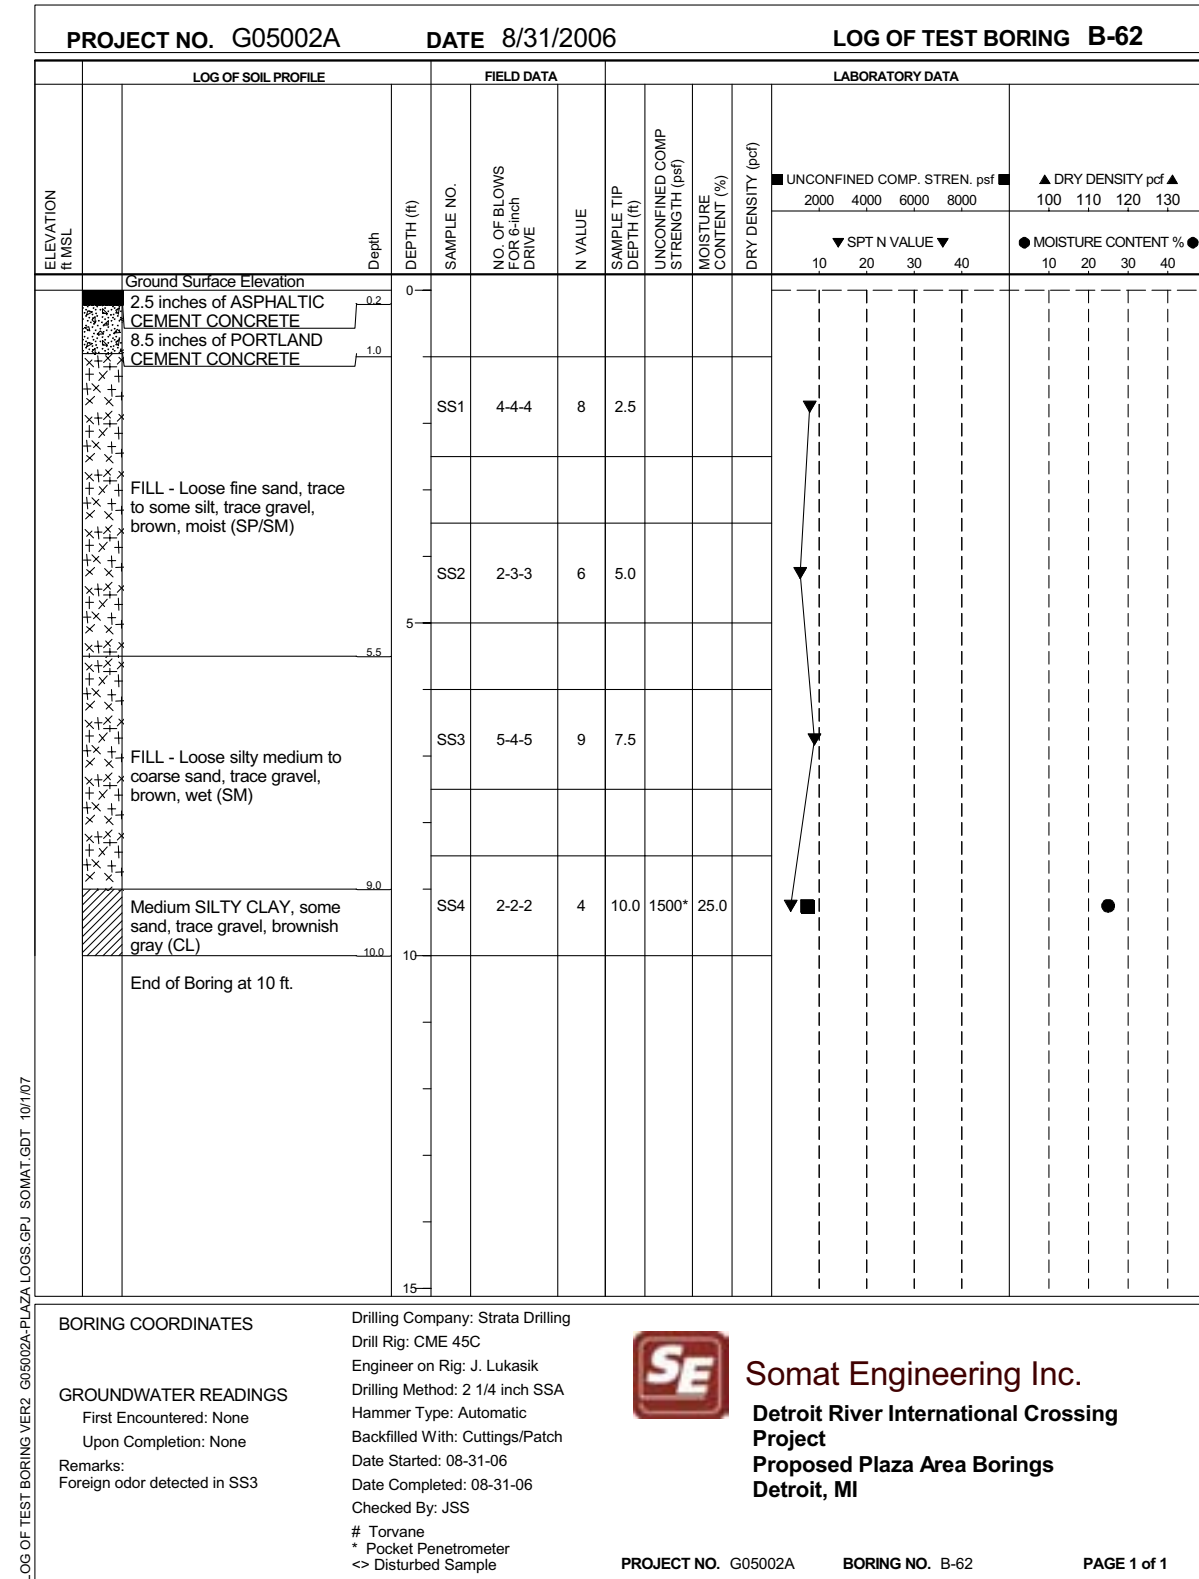 PROJECT NO. G05002A DATE 8/31/2006 LOG OF TEST BORING B-62
LOG OF SOIL PROFILE FIELD DATA LABORATORY DATA
ELEVATION
ft MSL
Depth
DEPTH (ft)
SAMPLE NO.
NO. OF BLOWS
FOR 6-inch
DRIVE
N VALUE
SAMPLE TIP
DEPTH (ft)
UNCONFINED COMP
STRENGTH (psf)
MOISTURE
CONTENT (%)
DRY DENSITY (pcf)
■ UNCONFINED COMP. STREN. psf ■
2000 4000 6000 8000
▼ SPT N VALUE ▼
10 20 30 40
▲ DRY DENSITY pcf ▲
100 110 120 130
● MOISTURE CONTENT % ●
10 20 30 40
Ground Surface Elevation
0
2.5 inches of ASPHALTIC 0.2
CEMENT CONCRETE
8.5 inches of PORTLAND
CEMENT CONCRETE 1.0
SS1 4-4-4 8 2.5
FILL - Loose fine sand, trace
to some silt, trace gravel,
brown, moist (SP/SM)
SS2 2-3-3 6 5.0
5
5.5
SS3 5-4-5 9 7.5
FILL - Loose silty medium to
coarse sand, trace gravel,
brown, wet (SM)
9.0
SS4 2-2-2 4 10.0 1500* 25.0
Medium SILTY CLAY, some
sand, trace gravel, brownish
gray (CL)
10.0 10
End of Boring at 10 ft.
15
LOG OF TEST BORING VER2 G05002A-PLAZA LOGS.GPJ SOMAT.GDT 10/1/07
BORING COORDINATES
GROUNDWATER READINGS
First Encountered: None
Upon Completion: None
Remarks:
Foreign odor detected in SS3
Drilling Company: Strata Drilling
Drill Rig: CME 45C
Engineer on Rig: J. Lukasik
Drilling Method: 2 1/4 inch SSA
Hammer Type: Automatic
Backfilled With: Cuttings/Patch
Date Started: 08-31-06
Date Completed: 08-31-06
Checked By: JSS
# Torvane
* Pocket Penetrometer
<> Disturbed Sample
SE
Somat Engineering Inc.
Detroit River International Crossing
Project
Proposed Plaza Area Borings
Detroit, MI
PROJECT NO. G05002A BORING NO. B-62 PAGE 1 of 1